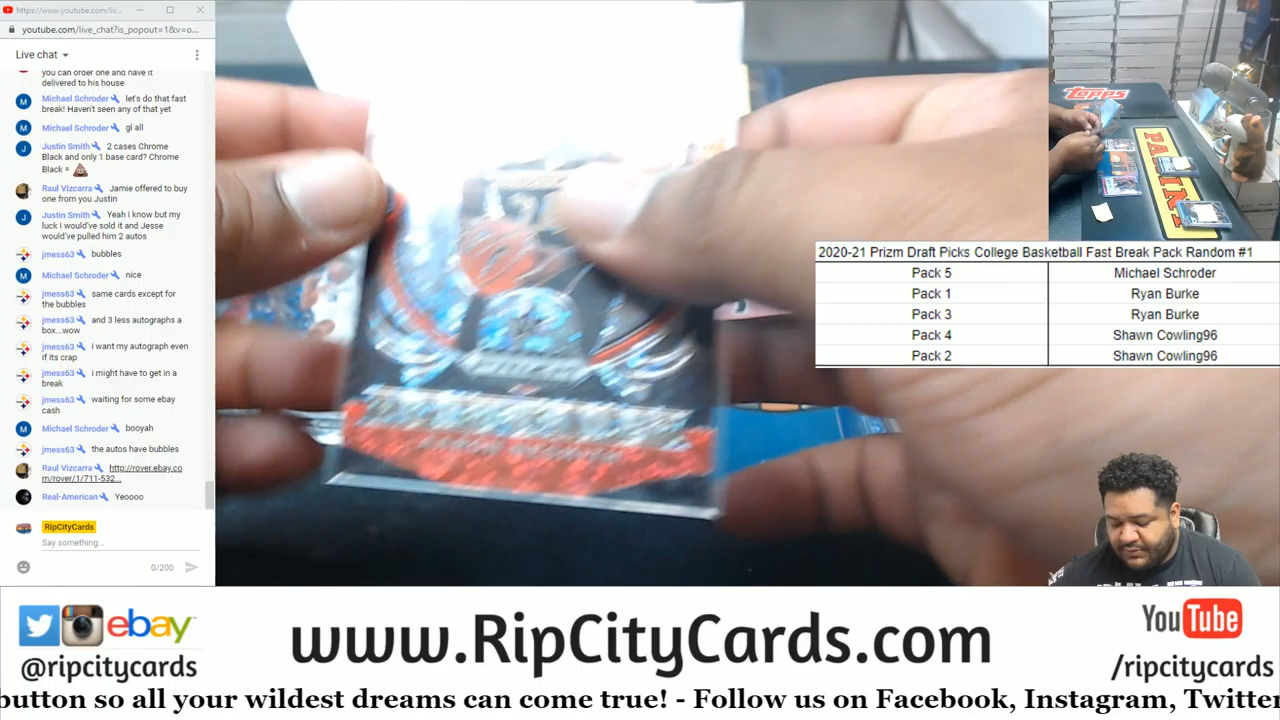 https://www.youtube.com/liv...
youtube.com/live_chat?is_popout=1&v=o...
Live chat
you can order one and have it
delivered to his house
Michael Schroder let's do that fast
break! Haven't seen any of that yet
Michael Schroder gl all
Justin Smith 2 cases Chrome
Black and only 1 base card? Chrome
Black = 💩
Raul Vizcarra Jamie offered to buy
one from you Justin
Justin Smith Yeah I know but my
luck I would've sold it and Jesse
would've pulled him 2 autos
jmess63 bubbles
Michael Schroder nice
jmess63 same cards except for
the bubbles
jmess63 and 3 less autographs a
box...wow
jmess63 i want my autograph even
if its crap
jmess63 i might have to get in a
break
jmess63 waiting for some ebay
cash
Michael Schroder booyah
jmess63 the autos have bubbles
Raul Vizcarra http://rover.ebay.co
m/rover/1/711-532...
Real-American Yeoooo
RipCityCards
Say something...
0/200
TOPPS
PANINI
2020-21 Prizm Draft Picks College Basketball Fast Break Pack Random #1
Pack 5 Michael Schroder
Pack 1 Ryan Burke
Pack 3 Ryan Burke
Pack 4 Shawn Cowling96
Pack 2 Shawn Cowling96
ebay
@ripcitycards
www.RipCityCards.com
YouTube
/ripcitycards
button so all your wildest dreams can come true! - Follow us on Facebook, Instagram, Twitter